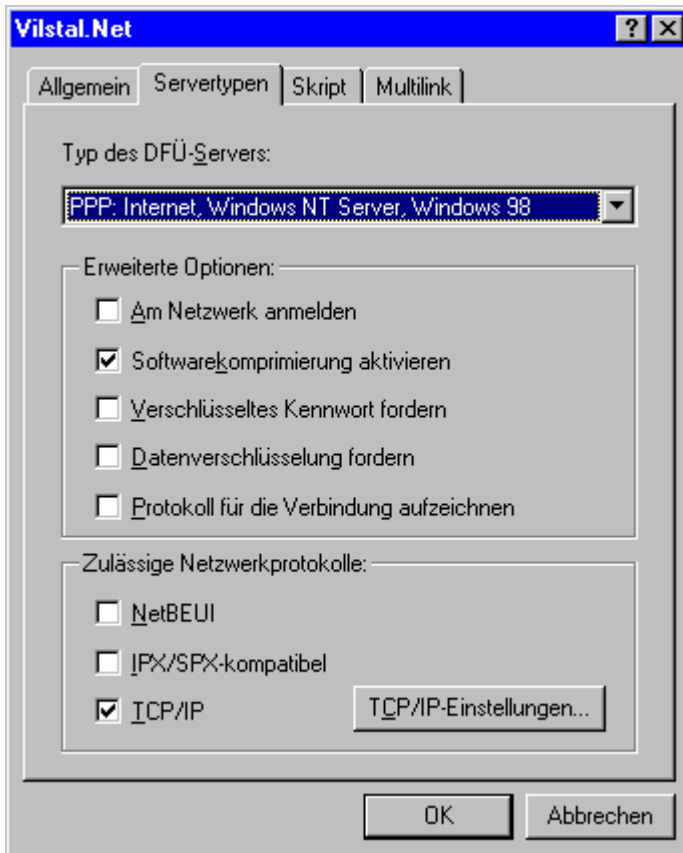 Vilstal.Net
Allgemein Servertypen Skript Multilink
Typ des DFÜ-Servers:
PPP: Internet, Windows NT Server, Windows 98
Erweiterte Optionen:
Am Netzwerk anmelden
Softwarekomprimierung aktivieren
Verschlüsseltes Kennwort fordern
Datenverschlüsselung fordern
Protokoll für die Verbindung aufzeichnen
Zulässige Netzwerkprotokolle:
NetBEUI
IPX/SPX-kompatibel
TCP/IP TCP/IP-Einstellungen...
OK Abbrechen